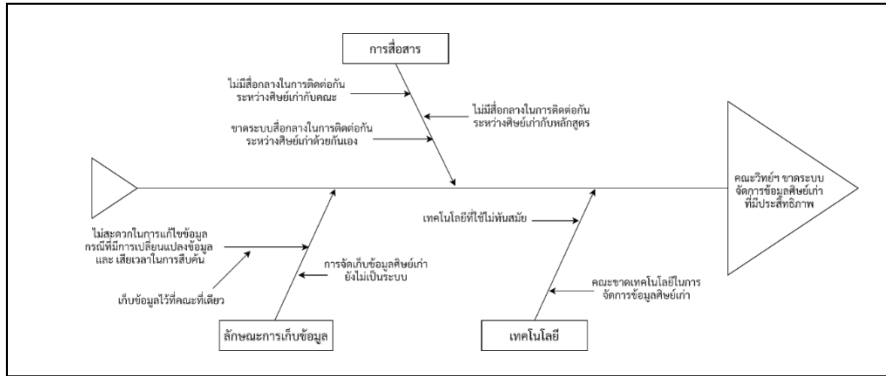 การสื่อสาร
ไม่มีสื่อกลางในการติดต่อกัน
ระหว่างศิษย์เก่ากับคณะ
ไม่มีสื่อกลางในการติดต่อกัน
ระหว่างศิษย์เก่ากับหลักสูตร
ขาดระบบสื่อกลางในการติดต่อกัน
ระหว่างศิษย์เก่าด้วยกันเอง
คณะวิทย์ฯ ขาดระบบ
จัดการข้อมูลศิษย์เก่า
ที่มีประสิทธิภาพ
ไม่สะดวกในการแก้ไขข้อมูล
กรณีที่มีการเปลี่ยนแปลงข้อมูล
และ เสียเวลาในการสืบค้น
เก็บข้อมูลไว้ที่คณะที่เดียว
การจัดเก็บข้อมูลศิษย์เก่า
ยังไม่เป็นระบบ
ลักษณะการเก็บข้อมูล
เทคโนโลยีที่ใช้ไม่ทันสมัย
คณะขาดเทคโนโลยีในการ
จัดการข้อมูลศิษย์เก่า
เทคโนโลยี